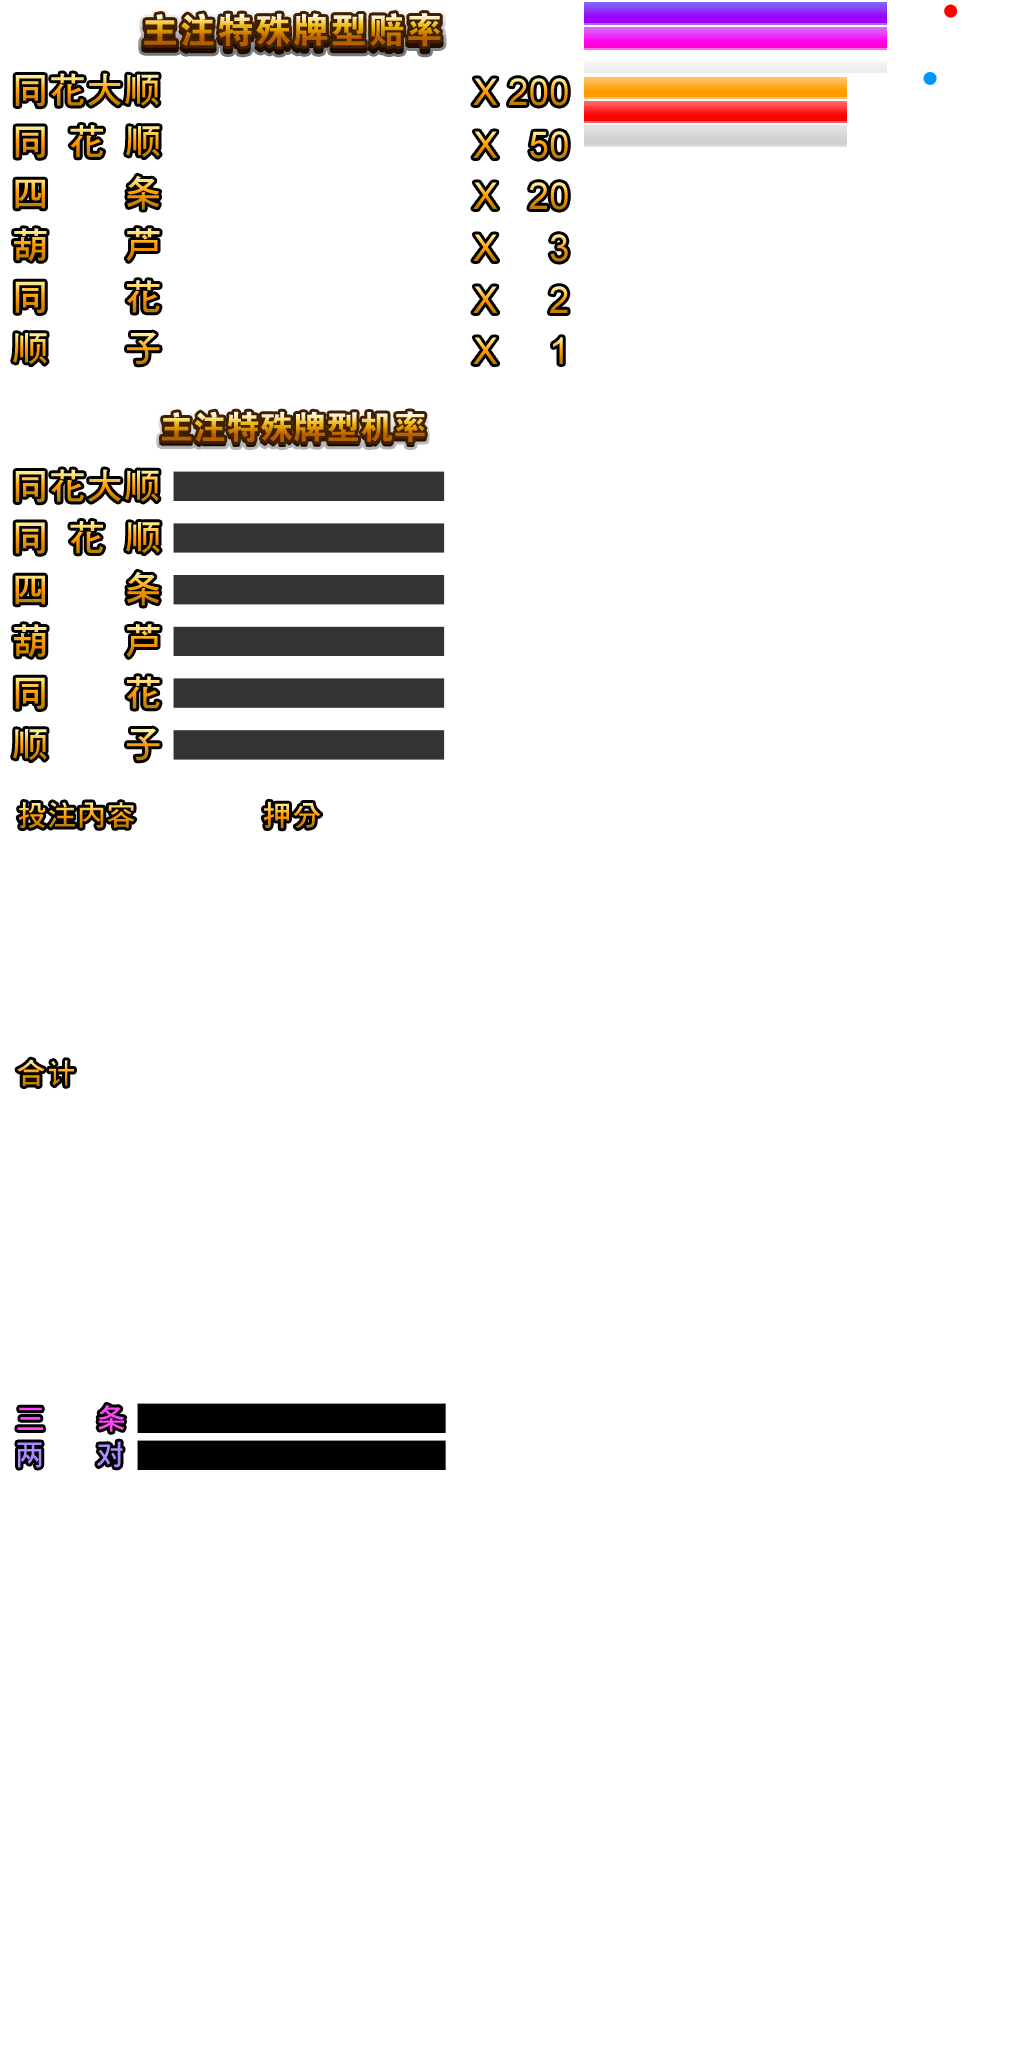 主注特殊牌型赔率
同花大顺 X 200
同花顺 X 50
四条 X 20
葫芦 X 3
同花 X 2
顺子 X 1
主注特殊牌型机率
同花大顺
同花顺
四条
葫芦
同花
顺子
投注内容 押分
合计
三条
两对